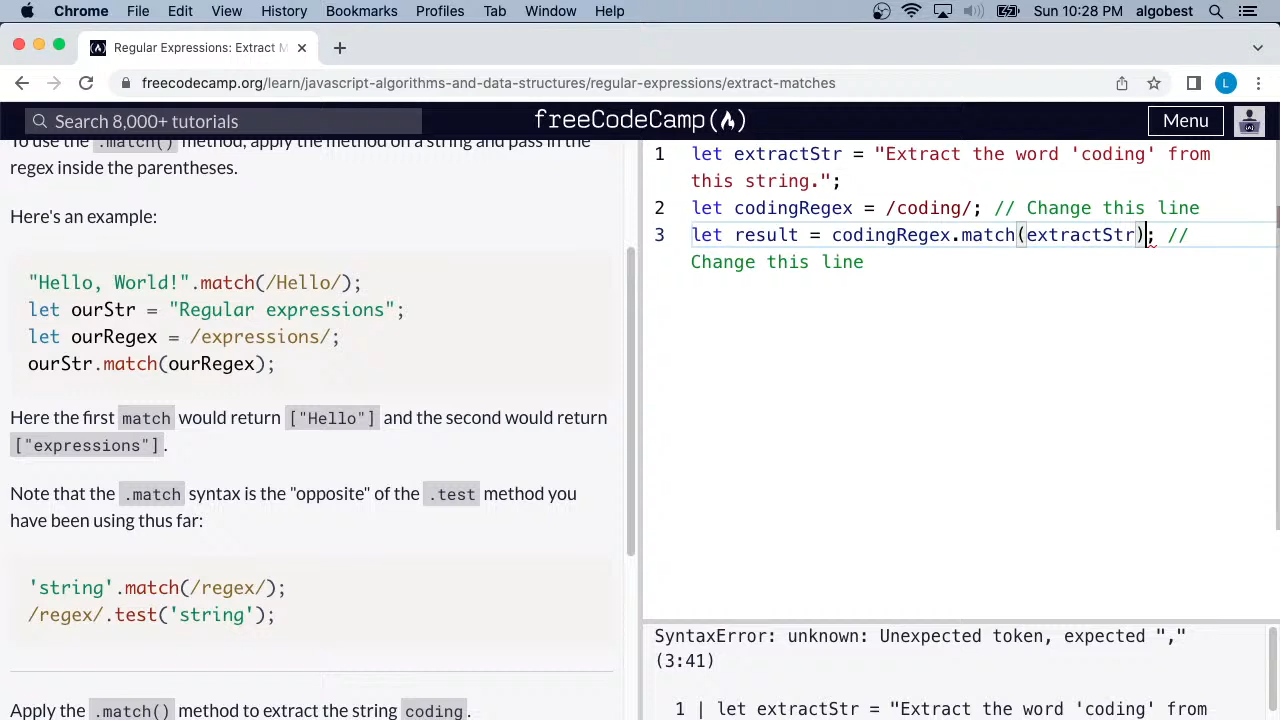 Chrome File Edit View History Bookmarks Profiles Tab Window Help Sun 10:28 PM algobest
Regular Expressions: Extract M
freecodecamp.org/learn/javascript-algorithms-and-data-structures/regular-expressions/extract-matches
L
Search 8,000+ tutorials
freeCodeCamp
Menu
To use the .match() method, apply the method on a string and pass in the
regex inside the parentheses.
Here's an example:
"Hello, World!".match(/Hello/);
let ourStr = "Regular expressions";
let ourRegex = /expressions/;
ourStr.match(ourRegex);
Here the first match would return ["Hello"] and the second would return
["expressions"].
Note that the .match syntax is the "opposite" of the .test method you
have been using thus far:
'string'.match(/regex/);
/regex/.test('string');
Apply the .match() method to extract the string coding.
1 let extractStr = "Extract the word 'coding' from
this string.";
2 let codingRegex = /coding/; // Change this line
3 let result = codingRegex.match(extractStr); //
Change this line
SyntaxError: unknown: Unexpected token, expected ","
(3:41)
1 | let extractStr = "Extract the word 'coding' from